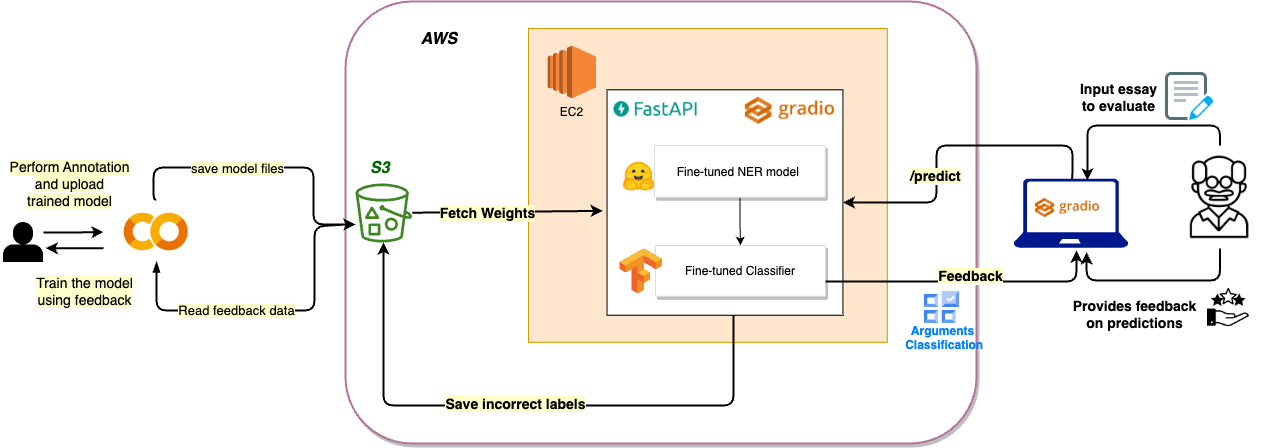 AWS
EC2
FastAPI
gradio
Fine-tuned NER model
Fine-tuned Classifier
S3
Fetch Weights
save model files
Perform Annotation
and upload
trained model
Train the model
using feedback
Read feedback data
Save incorrect labels
/predict
Feedback
Arguments
Classification
gradio
Input essay
to evaluate
Provides feedback
on predictions